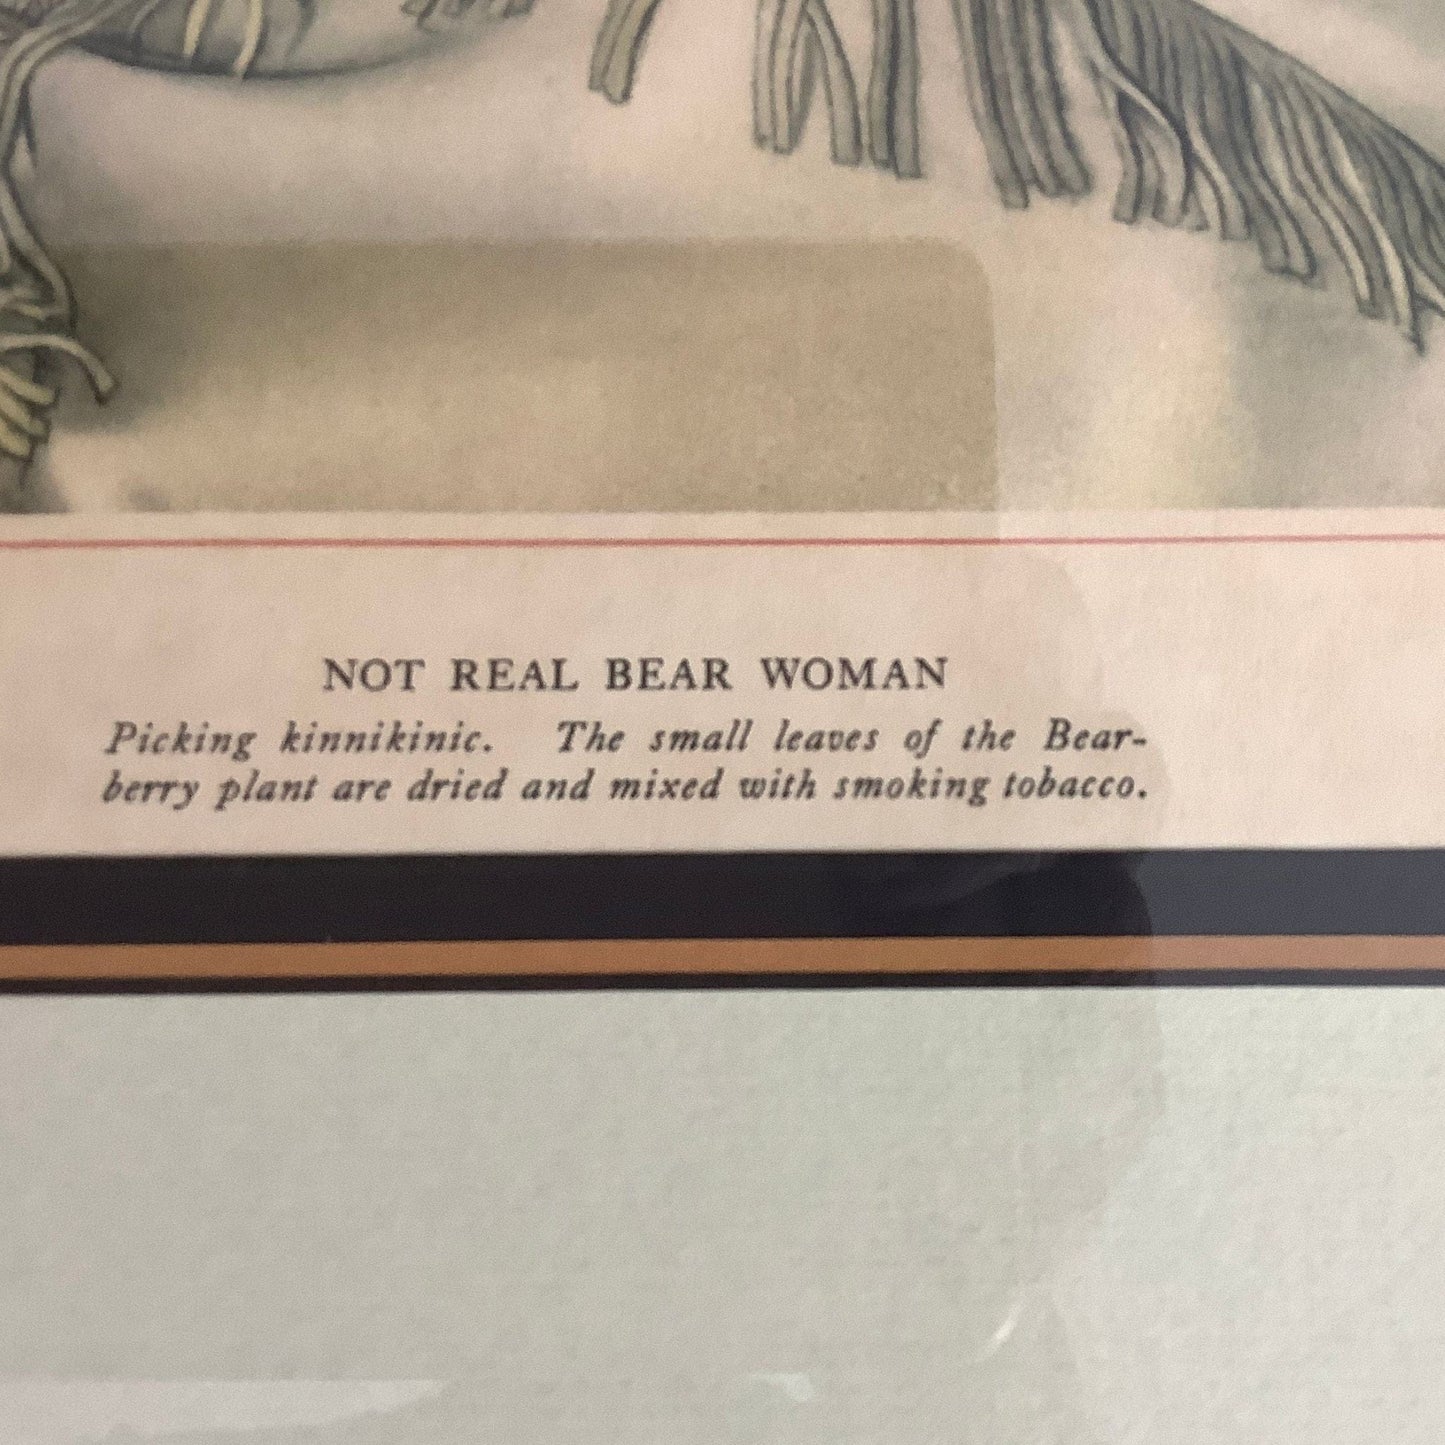 NOT REAL BEAR WOMAN
Picking kinnikinic. The small leaves of the Bear-
berry plant are dried and mixed with smoking tobacco.